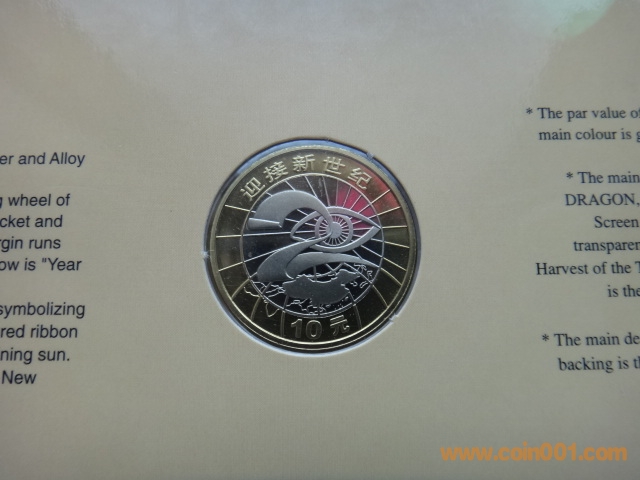 er and Alloy
g wheel of
cket and
rgin runs
ow is "Year
symbolizing
red ribbon
ning sun.
New
迎接新世纪
10元
* The par value of
main colour is g
* The main
DRAGON,
Screen
transparen
Harvest of the T
is the
* The main de
backing is th
www.coin001.com